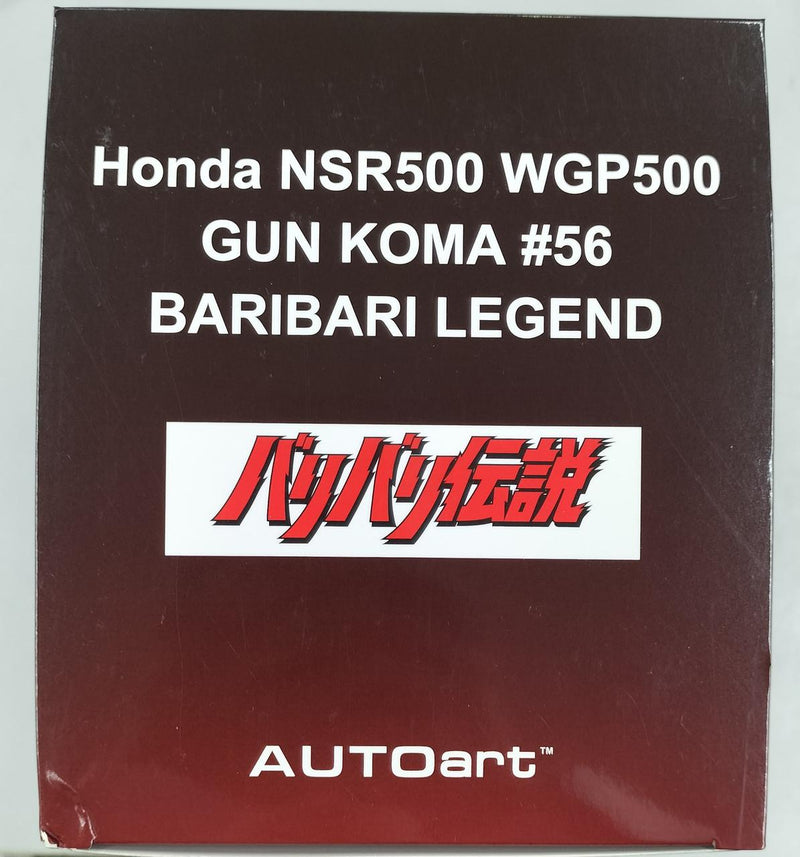 Honda NSR500 WGP500
GUN KOMA #56
BARIBARI LEGEND
バリバリ伝説
AUTOart™